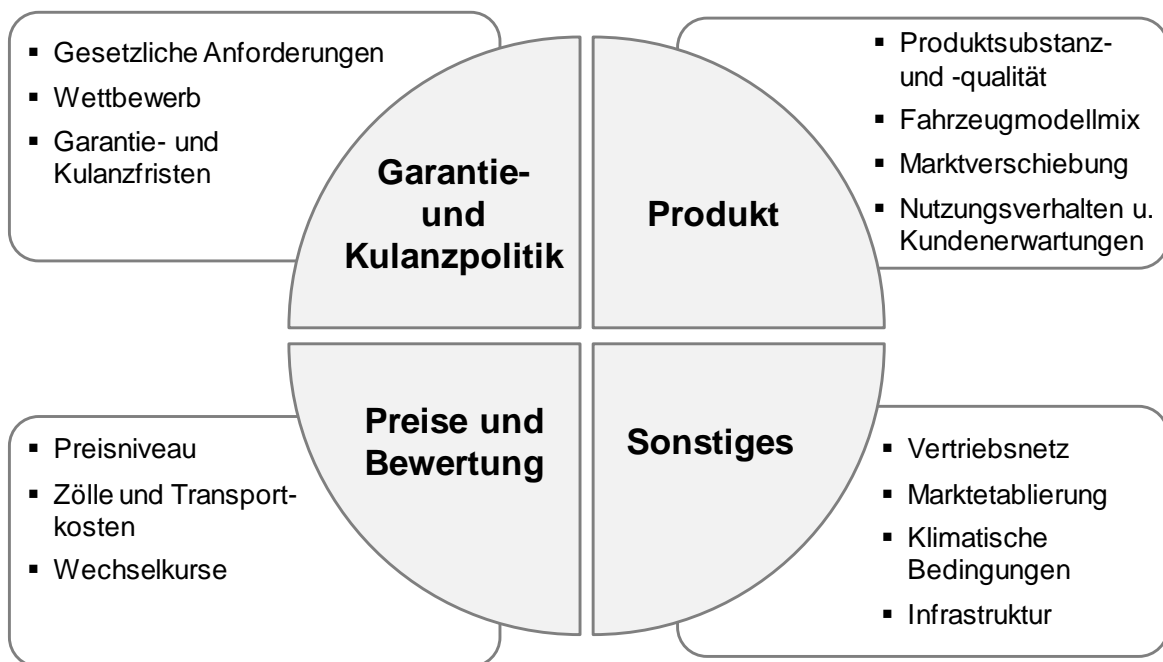 ▪ Gesetzliche Anforderungen
▪ Wettbewerb
▪ Garantie- und
Kulanzfristen
Garantie-
und
Kulanzpolitik
Produkt
▪ Produktsubstanz-
und -qualität
▪ Fahrzeugmodellmix
▪ Marktverschiebung
▪ Nutzungsverhalten u.
Kundenerwartungen
▪ Preisniveau
▪ Zölle und Transport-
kosten
▪ Wechselkurse
Preise und
Bewertung
Sonstiges
▪ Vertriebsnetz
▪ Marktetablierung
▪ Klimatische
Bedingungen
▪ Infrastruktur